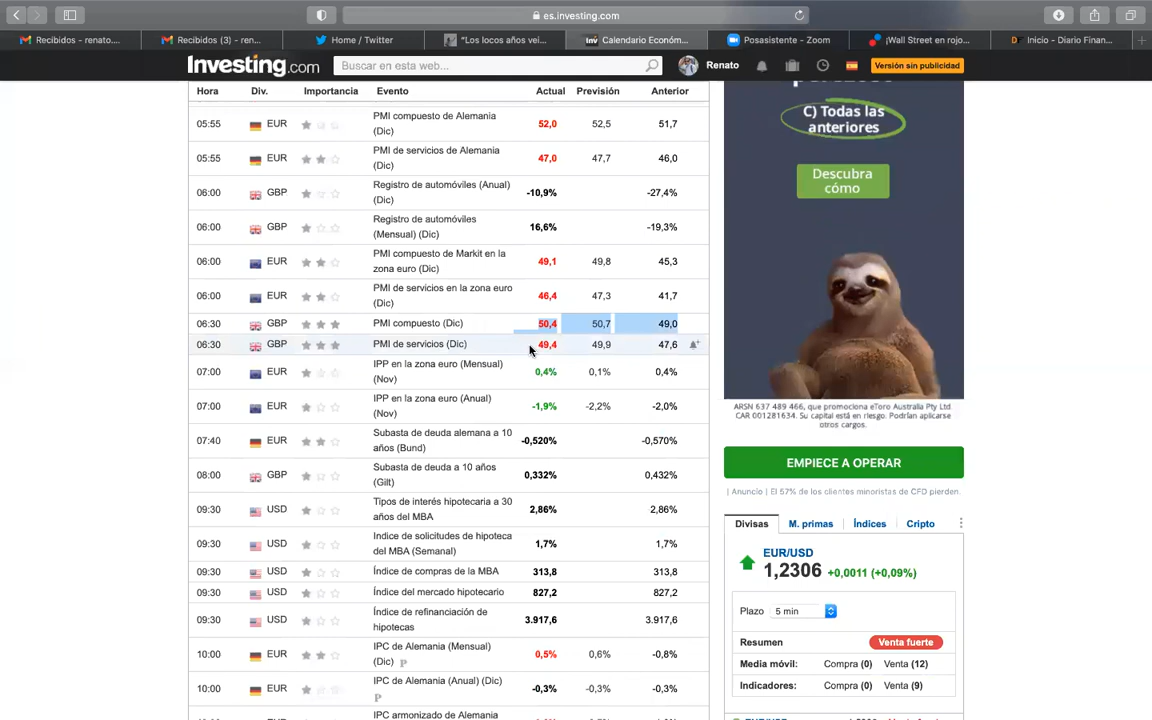 es.investing.com
Recibidos — renato....
Recibidos (3) - ren...
Home / Twitter
"Los locos años vei...
Inv Calendario Económ...
Posasistente - Zoom
¡Wall Street en rojo...
Inicio - Diario Finan...
Investing.com
Buscar en esta web...
Renato
Versión sin publicidad
Hora Div. Importancia Evento Actual Previsión Anterior
05:55 EUR PMI compuesto de Alemania (Dic) 52,0 52,5 51,7
05:55 EUR PMI de servicios de Alemania (Dic) 47,0 47,7 46,0
06:00 GBP Registro de automóviles (Anual) (Dic) -10,9% -27,4%
06:00 GBP Registro de automóviles (Mensual) (Dic) 16,6% -19,3%
06:00 EUR PMI compuesto de Markit en la zona euro (Dic) 49,1 49,8 45,3
06:00 EUR PMI de servicios en la zona euro (Dic) 46,4 47,3 41,7
06:30 GBP PMI compuesto (Dic) 50,4 50,7 49,0
06:30 GBP PMI de servicios (Dic) 49,4 49,9 47,6
07:00 EUR IPP en la zona euro (Mensual) (Nov) 0,4% 0,1% 0,4%
07:00 EUR IPP en la zona euro (Anual) (Nov) -1,9% -2,2% -2,0%
07:40 EUR Subasta de deuda alemana a 10 años (Bund) -0,520% -0,570%
08:00 GBP Subasta de deuda a 10 años (Gilt) 0,332% 0,432%
09:30 USD Tipos de interés hipotecaria a 30 años del MBA 2,86% 2,86%
09:30 USD Indice de solicitudes de hipoteca del MBA (Semanal) 1,7% 1,7%
09:30 USD Índice de compras de la MBA 313,8 313,8
09:30 USD Índice del mercado hipotecario 827,2 827,2
09:30 USD Índice de refinanciación de hipotecas 3.917,6 3.917,6
10:00 EUR IPC de Alemania (Mensual) (Dic) P 0,5% 0,6% -0,8%
10:00 EUR IPC de Alemania (Anual) (Dic) P -0,3% -0,3% -0,3%
IPC armonizado de Alemania
C) Todas las
anteriores
Descubra
cómo
ARSN 637 489 466, que promociona eToro Australia Pty Ltd
CAR 001281634. Su capital está en riesgo. Podrían aplicarse
otros cargos.
EMPIECE A OPERAR
| Anuncio | El 57% de los clientes minoristas de CFD pierden.
Divisas M. primas Índices Cripto
EUR/USD
1,2306 +0,0011 (+0,09%)
Plazo 5 min
Resumen Venta fuerte
Media móvil: Compra (0) Venta (12)
Indicadores: Compra (0) Venta (9)